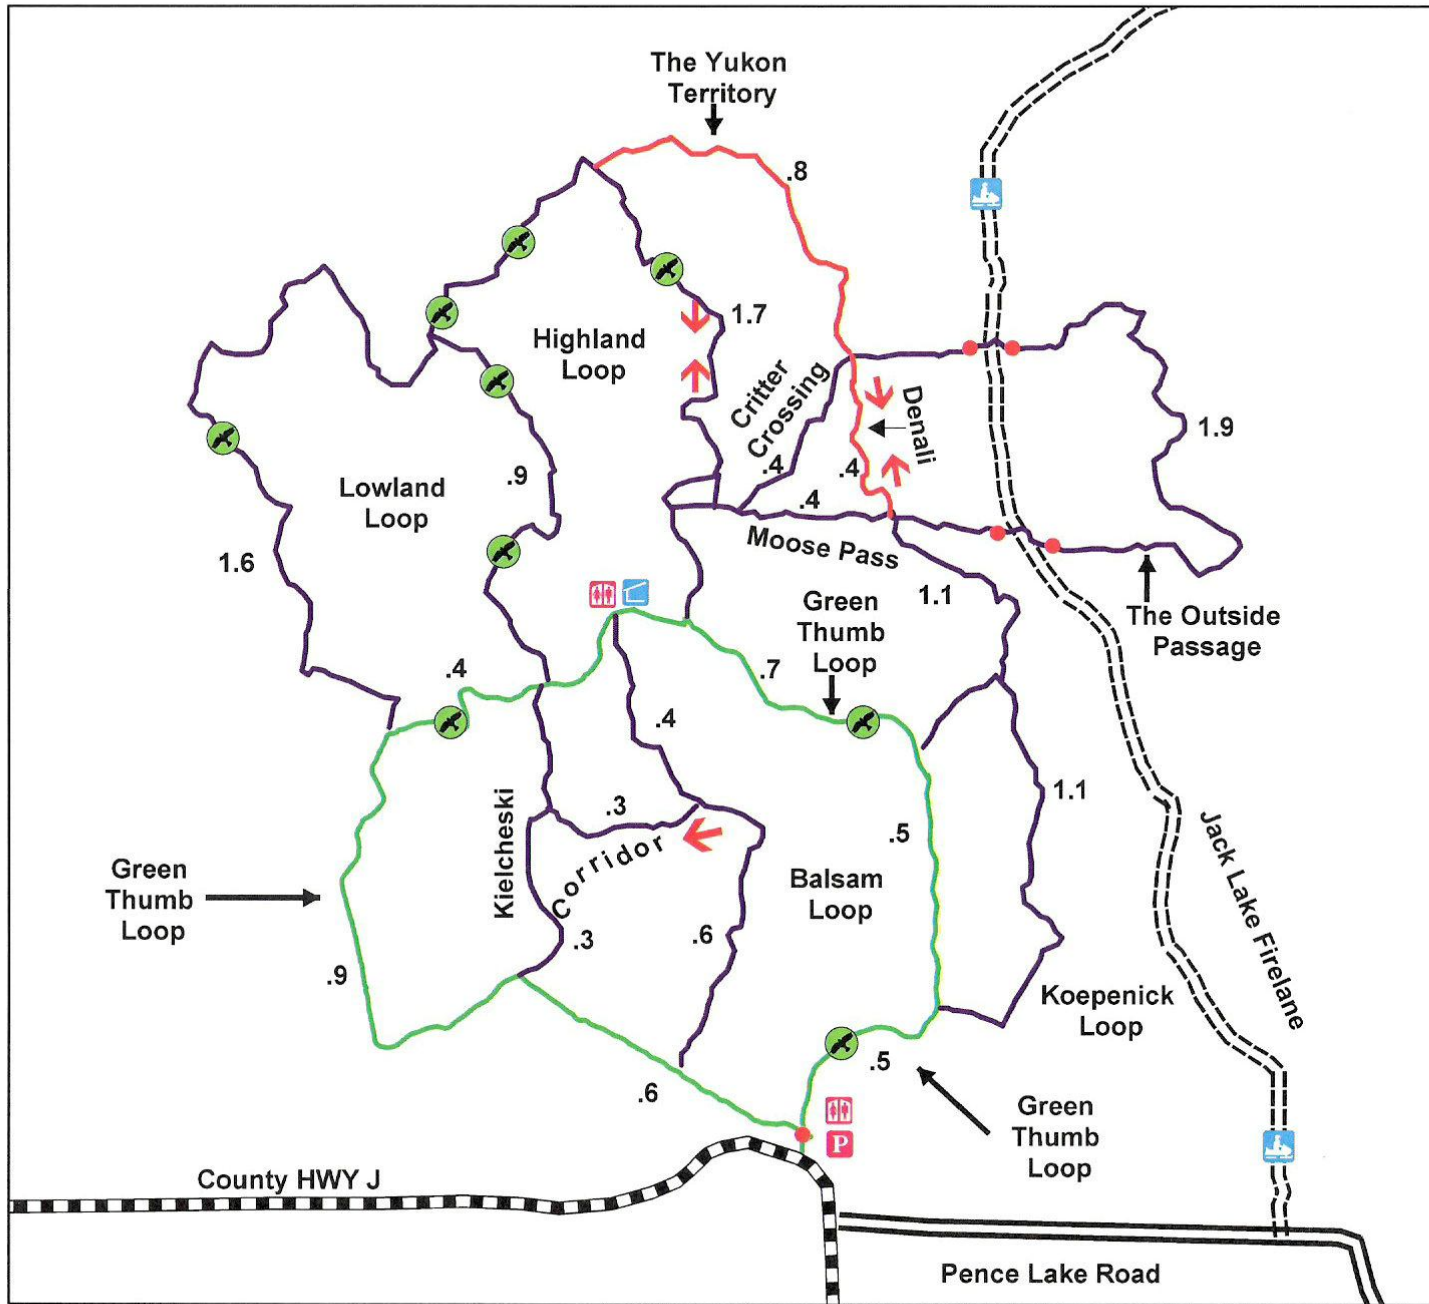 The Yukon
Territory
.8
Highland
Loop
1.7
Critter
Crossing
Denali
.4
.4
.4
1.9
Lowland
Loop
.9
Moose Pass
1.6
1.1
Green
Thumb
Loop
The Outside
Passage
.4
.7
.4
1.1
Kielcheski
.3
Corridor
.5
Jack Lake Firelane
Green
Thumb
Loop
Balsam
Loop
.3
.6
.9
Koepenick
Loop
.5
.6
Green
Thumb
Loop
P
County HWY J
Pence Lake Road